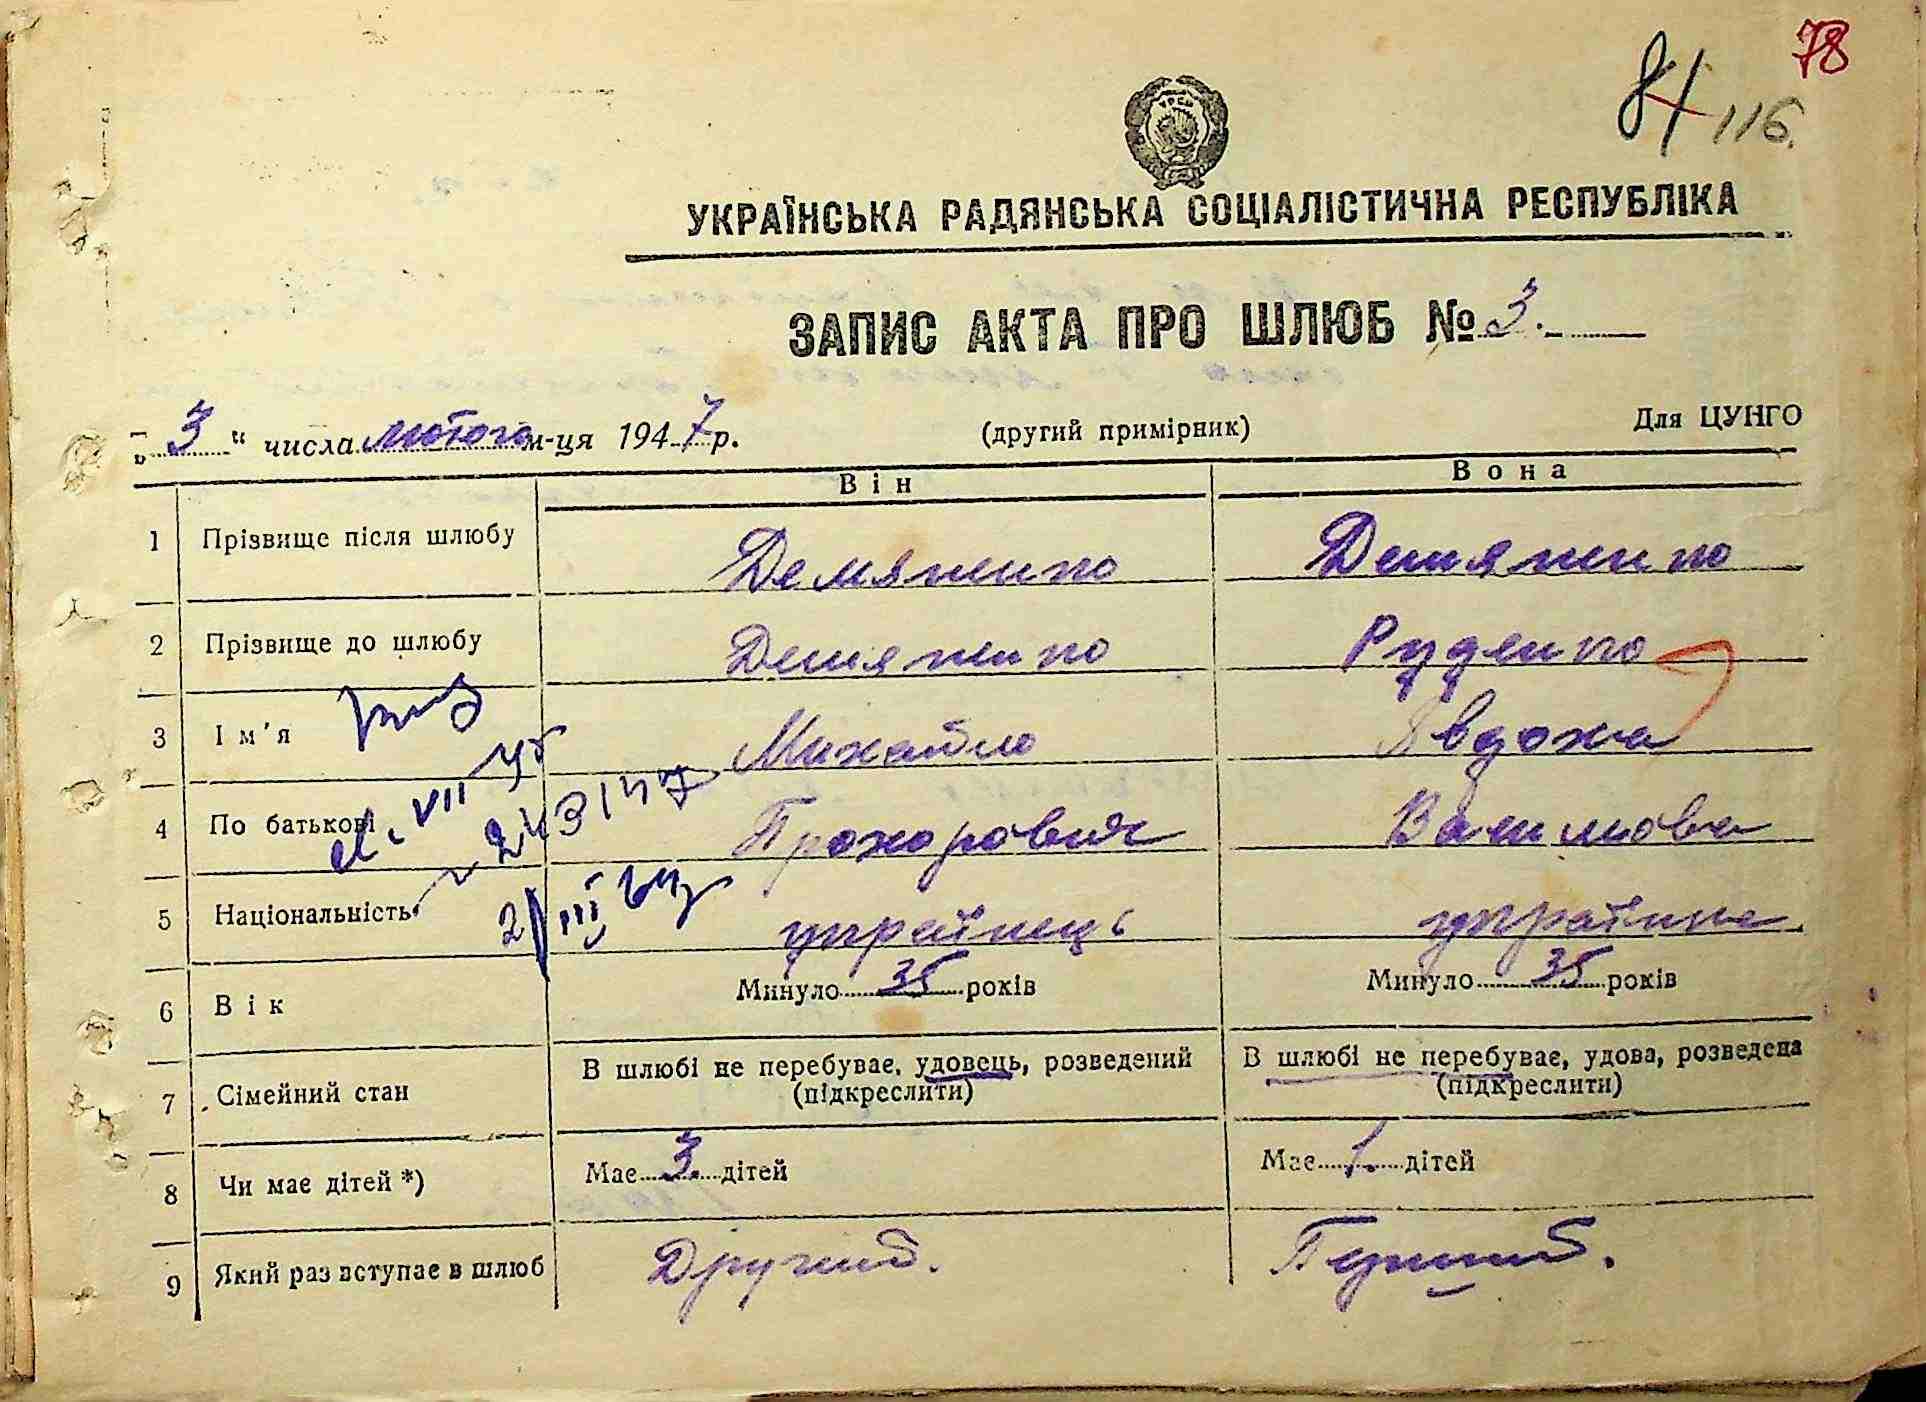 78
81
116.
УКРАЇНСЬКА РАДЯНСЬКА СОЦІАЛІСТИЧНА РЕСПУБЛІКА
ЗАПИС АКТА ПРО ШЛЮБ № 3.
„3“ числа лютого м-ця 1947 р. (другий примірник) Для ЦУНГО
Він Вона
1 Прізвище після шлюбу Демяненко Демяненко
2 Прізвище до шлюбу Демяненко Руденко
3 Ім'я Михайло Явдоха
4 По батькові Прохорович
5 Національність українець українка
6 Вік Минуло 35 років Минуло 35 років
7 Сімейний стан В шлюбі не перебуває, удовець, розведений В шлюбі не перебуває, удова, розведена
(підкреслити) (підкреслити)
8 Чи має дітей *) Має 3. дітей Має 1. дітей
9 Який раз вступає в шлюб Другий. Перший.